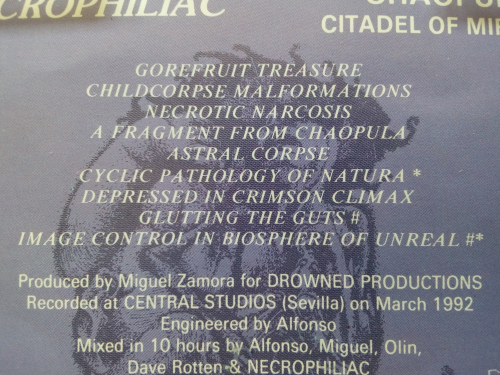 NECROPHILIAC
CITADEL OF
GOREFRUIT TREASURE
CHILDCORPSE MALFORMATIONS
NECROTIC NARCOSIS
A FRAGMENT FROM CHAOPULA
ASTRAL CORPSE
CYCLIC PATHOLOGY OF NATURA *
DEPRESSED IN CRIMSON CLIMAX
GLUTTING THE GUTS #
IMAGE CONTROL IN BIOSPHERE OF UNREAL #*
Produced by Miguel Zamora for DROWNED PRODUCTIONS
Recorded at CENTRAL STUDIOS (Sevilla) on March 1992
Engineered by Alfonso
Mixed in 10 hours by Alfonso, Miguel, Olin,
Dave Rotten & NECROPHILIAC